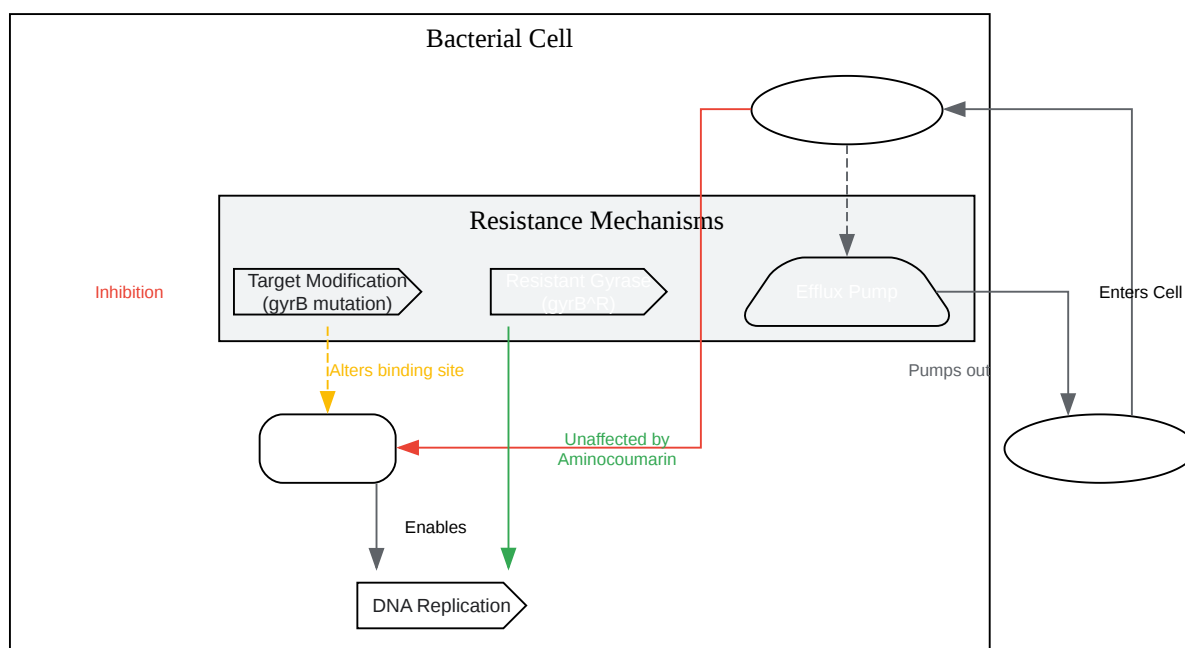 Bacterial Cell
Resistance Mechanisms
Target Modification
(gyrB mutation)
Resistant Gyrase
(gyrB^R)
Efflux Pump
Inhibition
Enters Cell
Alters binding site
Pumps out
Unaffected by
Aminocoumarin
Enables
DNA Replication